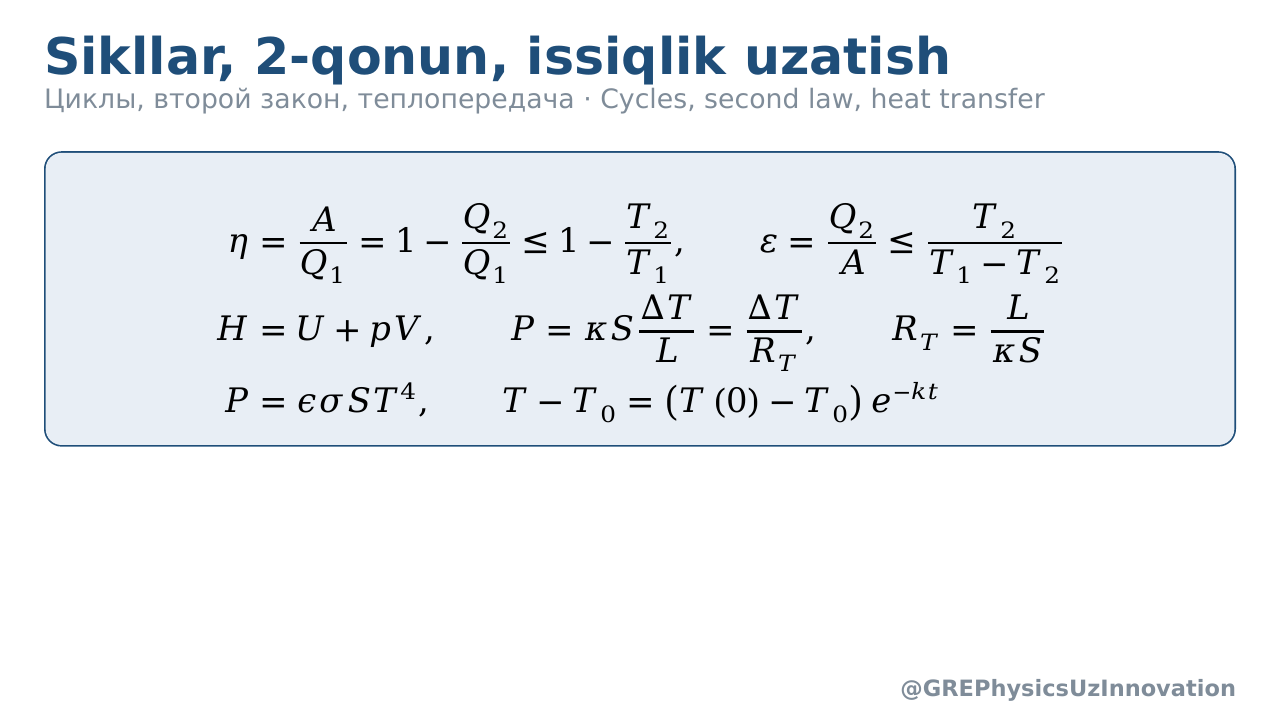 Sikllar, 2-qonun, issiqlik uzatish
Циклы, второй закон, теплопередача · Cycles, second law, heat transfer
η = A/Q₁ = 1 − Q₂/Q₁ ≤ 1 − T₂/T₁, ε = Q₂/A ≤ T₂/(T₁ − T₂)
H = U + pV, P = κS ΔT/L = ΔT/R_T, R_T = L/(κS)
P = ϵσST⁴, T − T₀ = (T(0) − T₀) e^{−kt}
@GREPhysicsUzInnovation